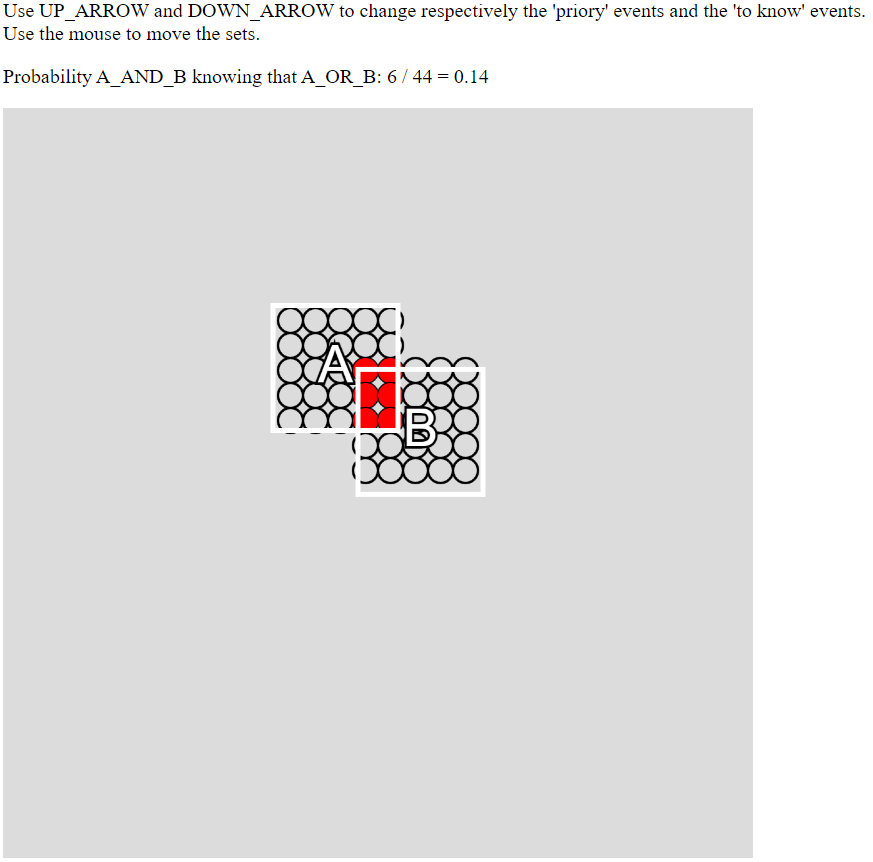 Use UP_ARROW and DOWN_ARROW to change respectively the 'priory' events and the 'to know' events.
Use the mouse to move the sets.
Probability A_AND_B knowing that A_OR_B: 6 / 44 = 0.14
A
B